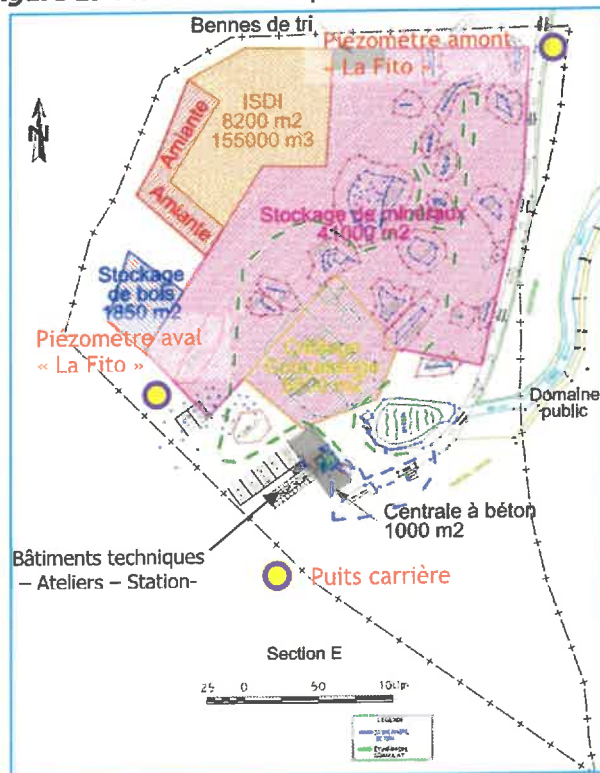 Bennes de tri
Piézomètre amont
« La Fito »
N
ISDI
8200 m2
155000 m3
Amiante
Amiante
Stockage de minéraux
Stockage
de bois
1850 m2
Piézomètre aval
« La Fito »
Domaine
public
Centrale à béton
1000 m2
Bâtiments techniques
– Ateliers – Station-
Puits carrière
Section E
25 0 50 100m
LEGENDE